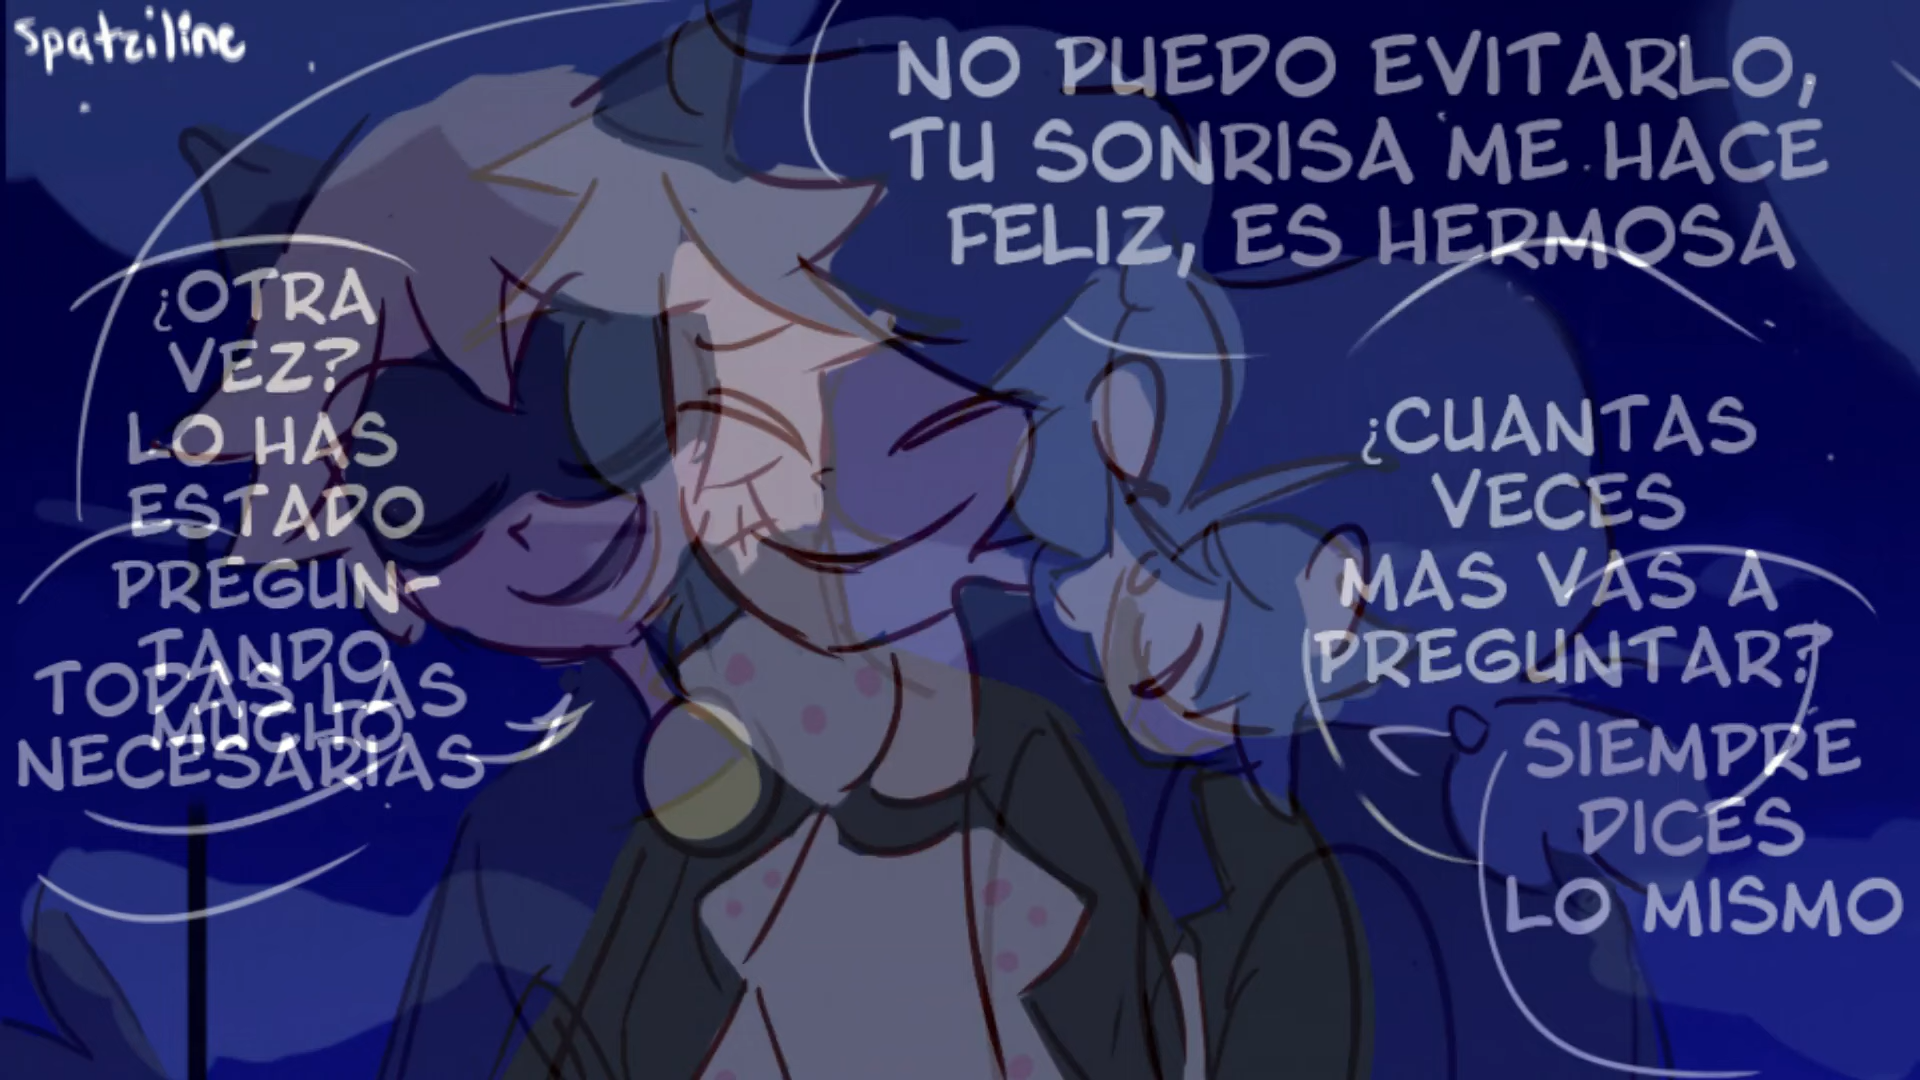 spatziline
NO PUEDO EVITARLO,
TU SONRISA ME HACE
FELIZ, ES HERMOSA
¿OTRA
VEZ?
LO HAS
ESTADO
PREGUN-
TANDO
MUCHO
TODAS LAS
NECESARIAS
¿CUANTAS
VECES
MAS VAS A
PREGUNTAR?
SIEMPRE
DICES
LO MISMO